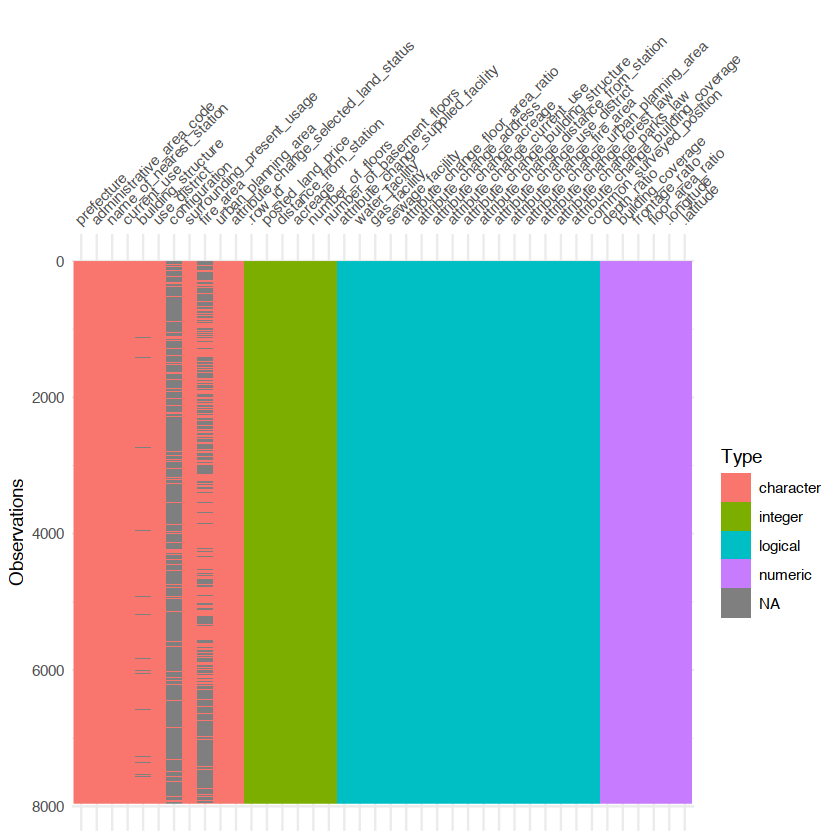 prefecture
administrative_area_code
name_of_nearest_station
current_use
building_structure
use_district
configuration
surrounding_present_usage
fire_area
urban_planning_area
attribute_change_selected_land_status
.row_id
posted_land_price
distance_from_station
acreage
number_of_floors
number_of_basement_floors
attribute_change_supplied_facility
water_facility
gas_facility
sewage_facility
attribute_change_floor_area_ratio
attribute_change_address
attribute_change_acreage
attribute_change_current_use
attribute_change_building_structure
attribute_change_distance_from_station
attribute_change_use_district
attribute_change_fire_area
attribute_change_urban_planning_area
attribute_change_forest_law
attribute_change_parks_law
attribute_change_building_coverage
common_surveyed_position
depth_ratio
building_coverage
frontage_ratio
floor_area_ratio
.longitude
.latitude
0
2000
4000
6000
8000
Observations
Type
character
integer
logical
numeric
NA